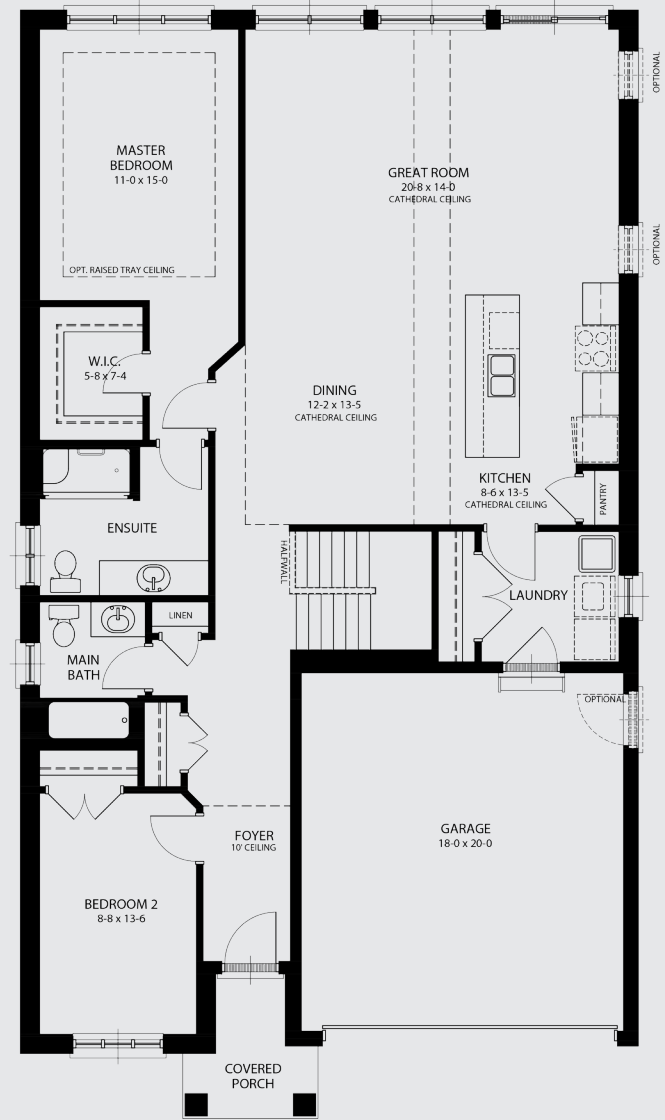 OPTIONAL
MASTER
BEDROOM
11-0 x 15-0
GREAT ROOM
20-8 x 14-0
CATHEDRAL CEILING
OPTIONAL
OPT. RAISED TRAY CEILING
W.I.C.
5-8 x 7-4
DINING
12-2 x 13-5
CATHEDRAL CEILING
KITCHEN
8-6 x 13-5
CATHEDRAL CEILING
PANTRY
ENSUITE
HALFWALL
LAUNDRY
LINEN
MAIN
BATH
OPTIONAL
FOYER
10' CEILING
GARAGE
18-0 x 20-0
BEDROOM 2
8-8 x 13-6
COVERED
PORCH